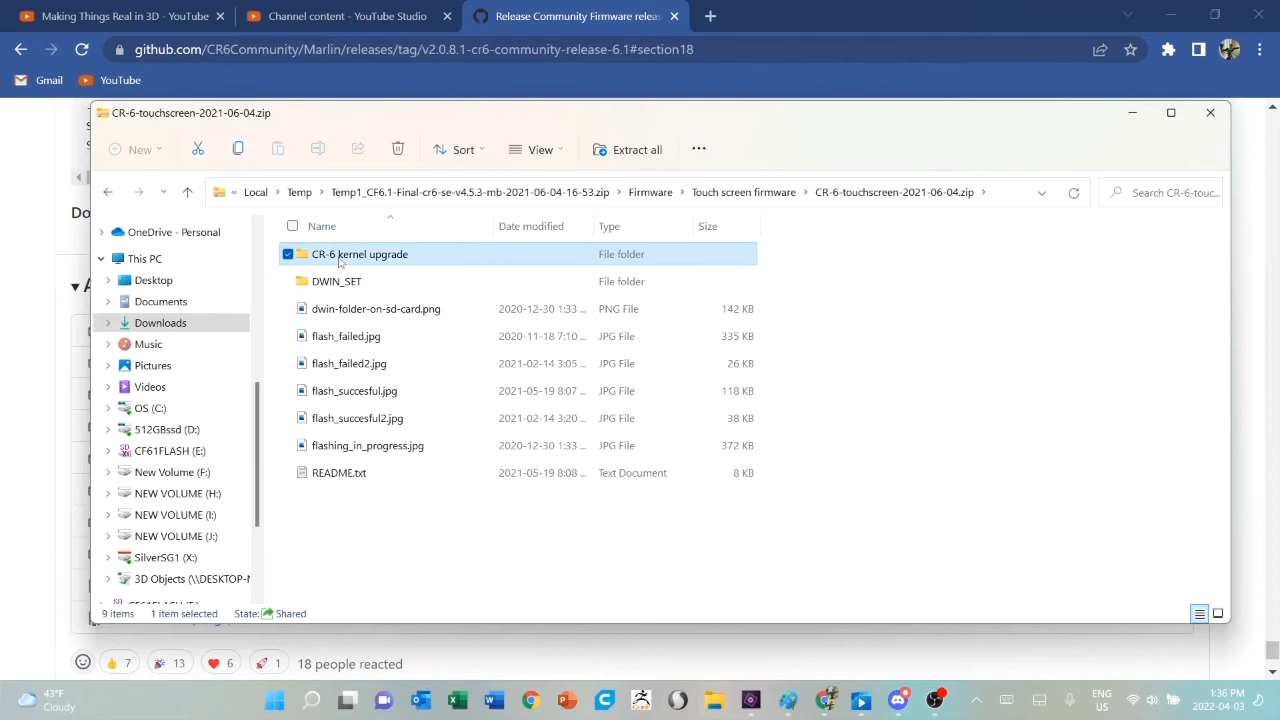 Making Things Real in 3D - YouTube
Channel content - YouTube Studio
Release Community Firmware relea
github.com/CR6Community/Marlin/releases/tag/v2.0.8.1-cr6-community-release-6.1#section18
Gmail
YouTube
CR-6-touchscreen-2021-06-04.zip
New
Sort
View
Extract all
Local > Temp > Temp1_CF6.1-Final-cr6-se-v4.5.3-mb-2021-06-04-16-53.zip > Firmware > Touch screen firmware > CR-6-touchscreen-2021-06-04.zip
Search CR-6-touc...
Do
OneDrive - Personal
This PC
Desktop
Documents
Downloads
Music
Pictures
Videos
OS (C:)
512GBssd (D:)
CF61FLASH (E:)
New Volume (F:)
NEW VOLUME (H:)
NEW VOLUME (I:)
NEW VOLUME (J:)
SilverSG1 (X:)
3D Objects (\\DESKTOP-N
Name Date modified Type Size
CR-6 kernel upgrade File folder
DWIN_SET File folder
dwin-folder-on-sd-card.png 2020-12-30 1:33 ... PNG File 142 KB
flash_failed.jpg 2020-11-18 7:10 ... JPG File 335 KB
flash_failed2.jpg 2021-02-14 3:05 ... JPG File 26 KB
flash_succesful.jpg 2021-05-19 8:07 ... JPG File 118 KB
flash_succesful2.jpg 2021-02-14 3:20 ... JPG File 38 KB
flashing_in_progress.jpg 2020-12-30 1:33 ... JPG File 372 KB
README.txt 2021-05-19 8:08 ... Text Document 8 KB
9 items 1 item selected State: Shared
7 13 6 1 18 people reacted
43°F
Cloudy
ENG
US
1:36 PM
2022-04-03